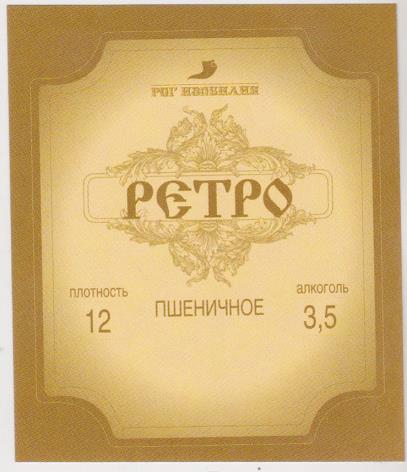 РОГ ИЗОБИЛИЯ
РЕТРО
ПЛОТНОСТЬ
12
ПШЕНИЧНОЕ
АЛКОГОЛЬ
3,5